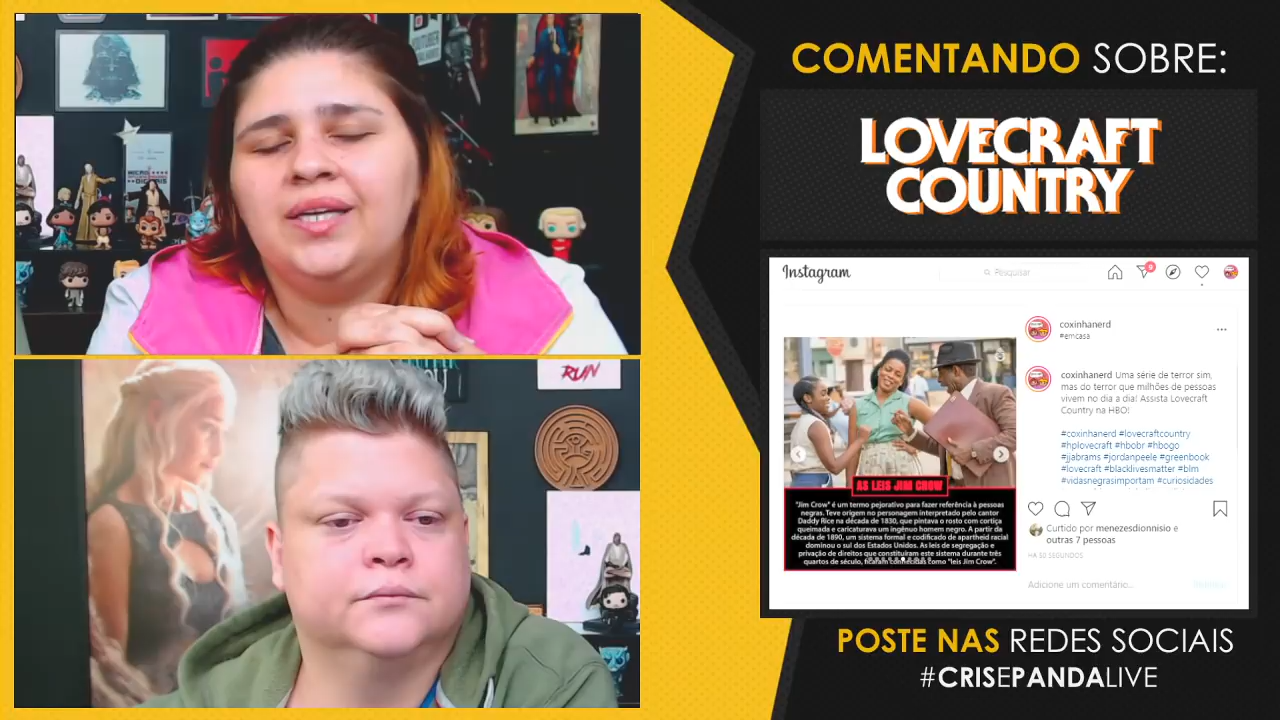 COMENTANDO SOBRE:
LOVECRAFT
COUNTRY
Instagram
Pesquisar
9
coxinhanerd
#emcasa
coxinhanerd Uma série de terror sim,
mas do terror que milhões de pessoas
vivem no dia a dia! Assista Lovecraft
Country na HBO!
#coxinhanerd #lovecraftcountry
#hplovecraft #hbobr #hbogo
#jjabrams #jordanpeele #greenbook
#lovecraft #blacklivesmatter #blm
#vidasnegrasimportam #curiosidades
Curtido por menezesdionnisio e
outras 7 pessoas
HÁ 50 SEGUNDOS
Adicione um comentário...
AS LEIS JIM CROW
"Jim Crow" é um termo pejorativo para fazer referência à pessoas
negras. Teve origem no personagem interpretado pelo cantor
Daddy Rice na década de 1830, que pintava o rosto com cortiça
queimada e caricaturava um ingênuo homem negro. A partir da
década de 1890, um sistema formal e codificado de apartheid racial
dominou o sul dos Estados Unidos. As leis de segregação e
privação de direitos que constituíram este sistema durante três
quartos de século, ficaram conhecidas como "leis Jim Crow".
POSTE NAS REDES SOCIAIS
#CRISEPANDALIVE
RUN